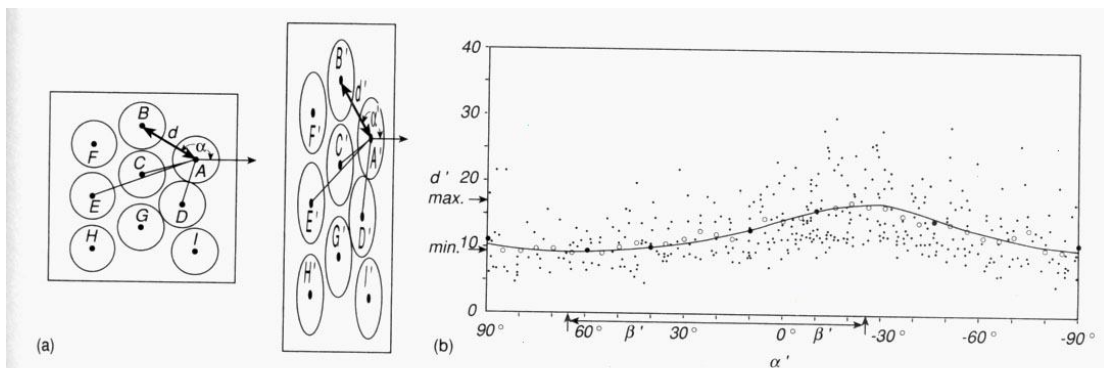 B
d
α
A
F
C
E
D
G
H
I
(a)
B'
d'
α'
A'
F'
C'
E'
D'
G'
H'
I'
(b)
40
30
d'
20
max.
10
min.
0
90° 60° β' 30° 0° β' -30° -60° -90°
α'